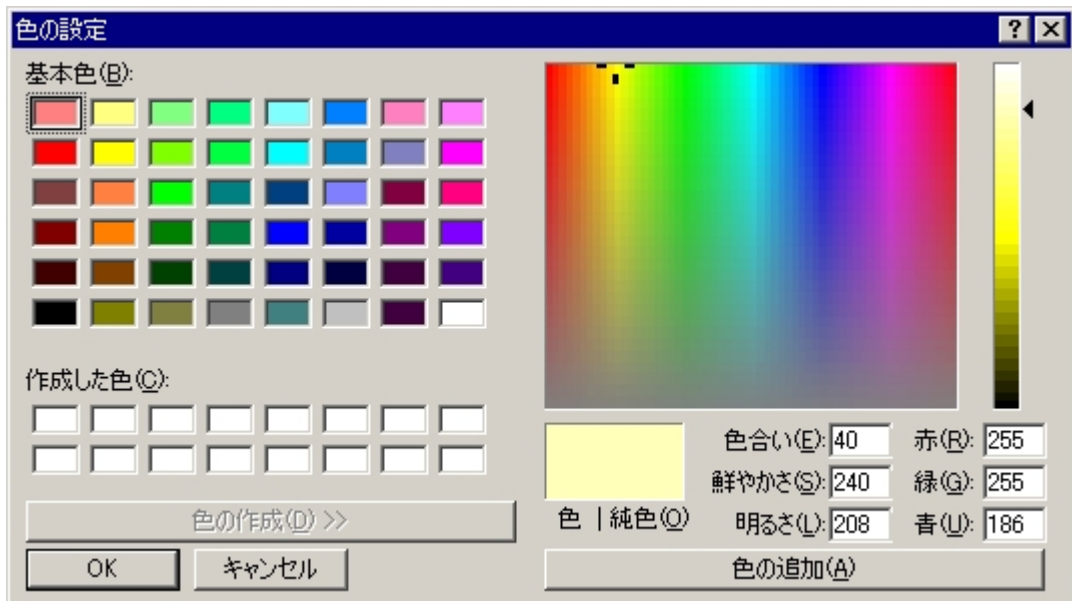 色の設定
基本色(B):
作成した色(C):
色の作成(D) >>
OK
キャンセル
色 | 純色(O)
色合い(E): 40
鮮やかさ(S): 240
明るさ(L): 208
赤(R): 255
緑(G): 255
青(U): 186
色の追加(A)